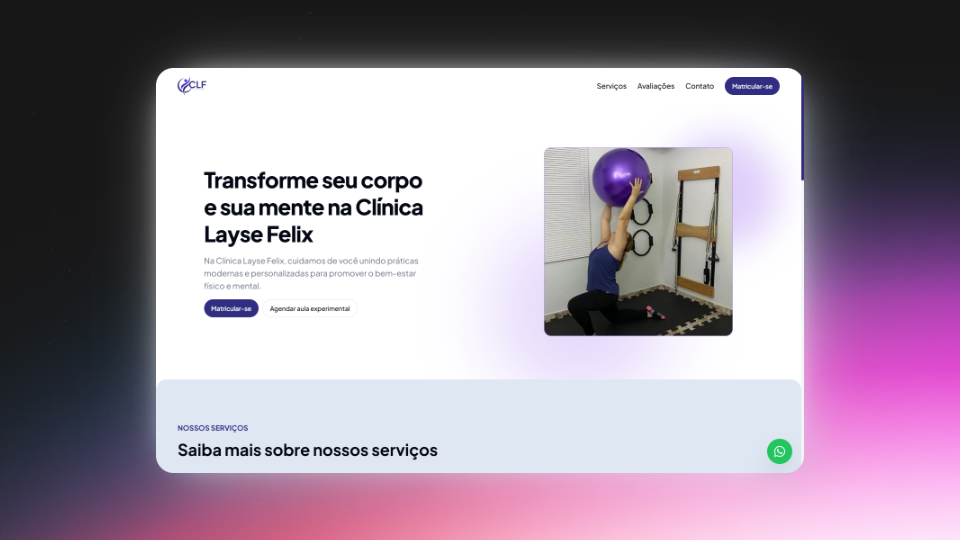 CLF
Serviços
Avaliações
Contato
Matricular-se
Transforme seu corpo
e sua mente na Clínica
Layse Felix
Na Clínica Layse Felix, cuidamos de você unindo práticas
modernas e personalizadas para promover o bem-estar
físico e mental.
Matricular-se
Agendar aula experimental
NOSSOS SERVIÇOS
Saiba mais sobre nossos serviços